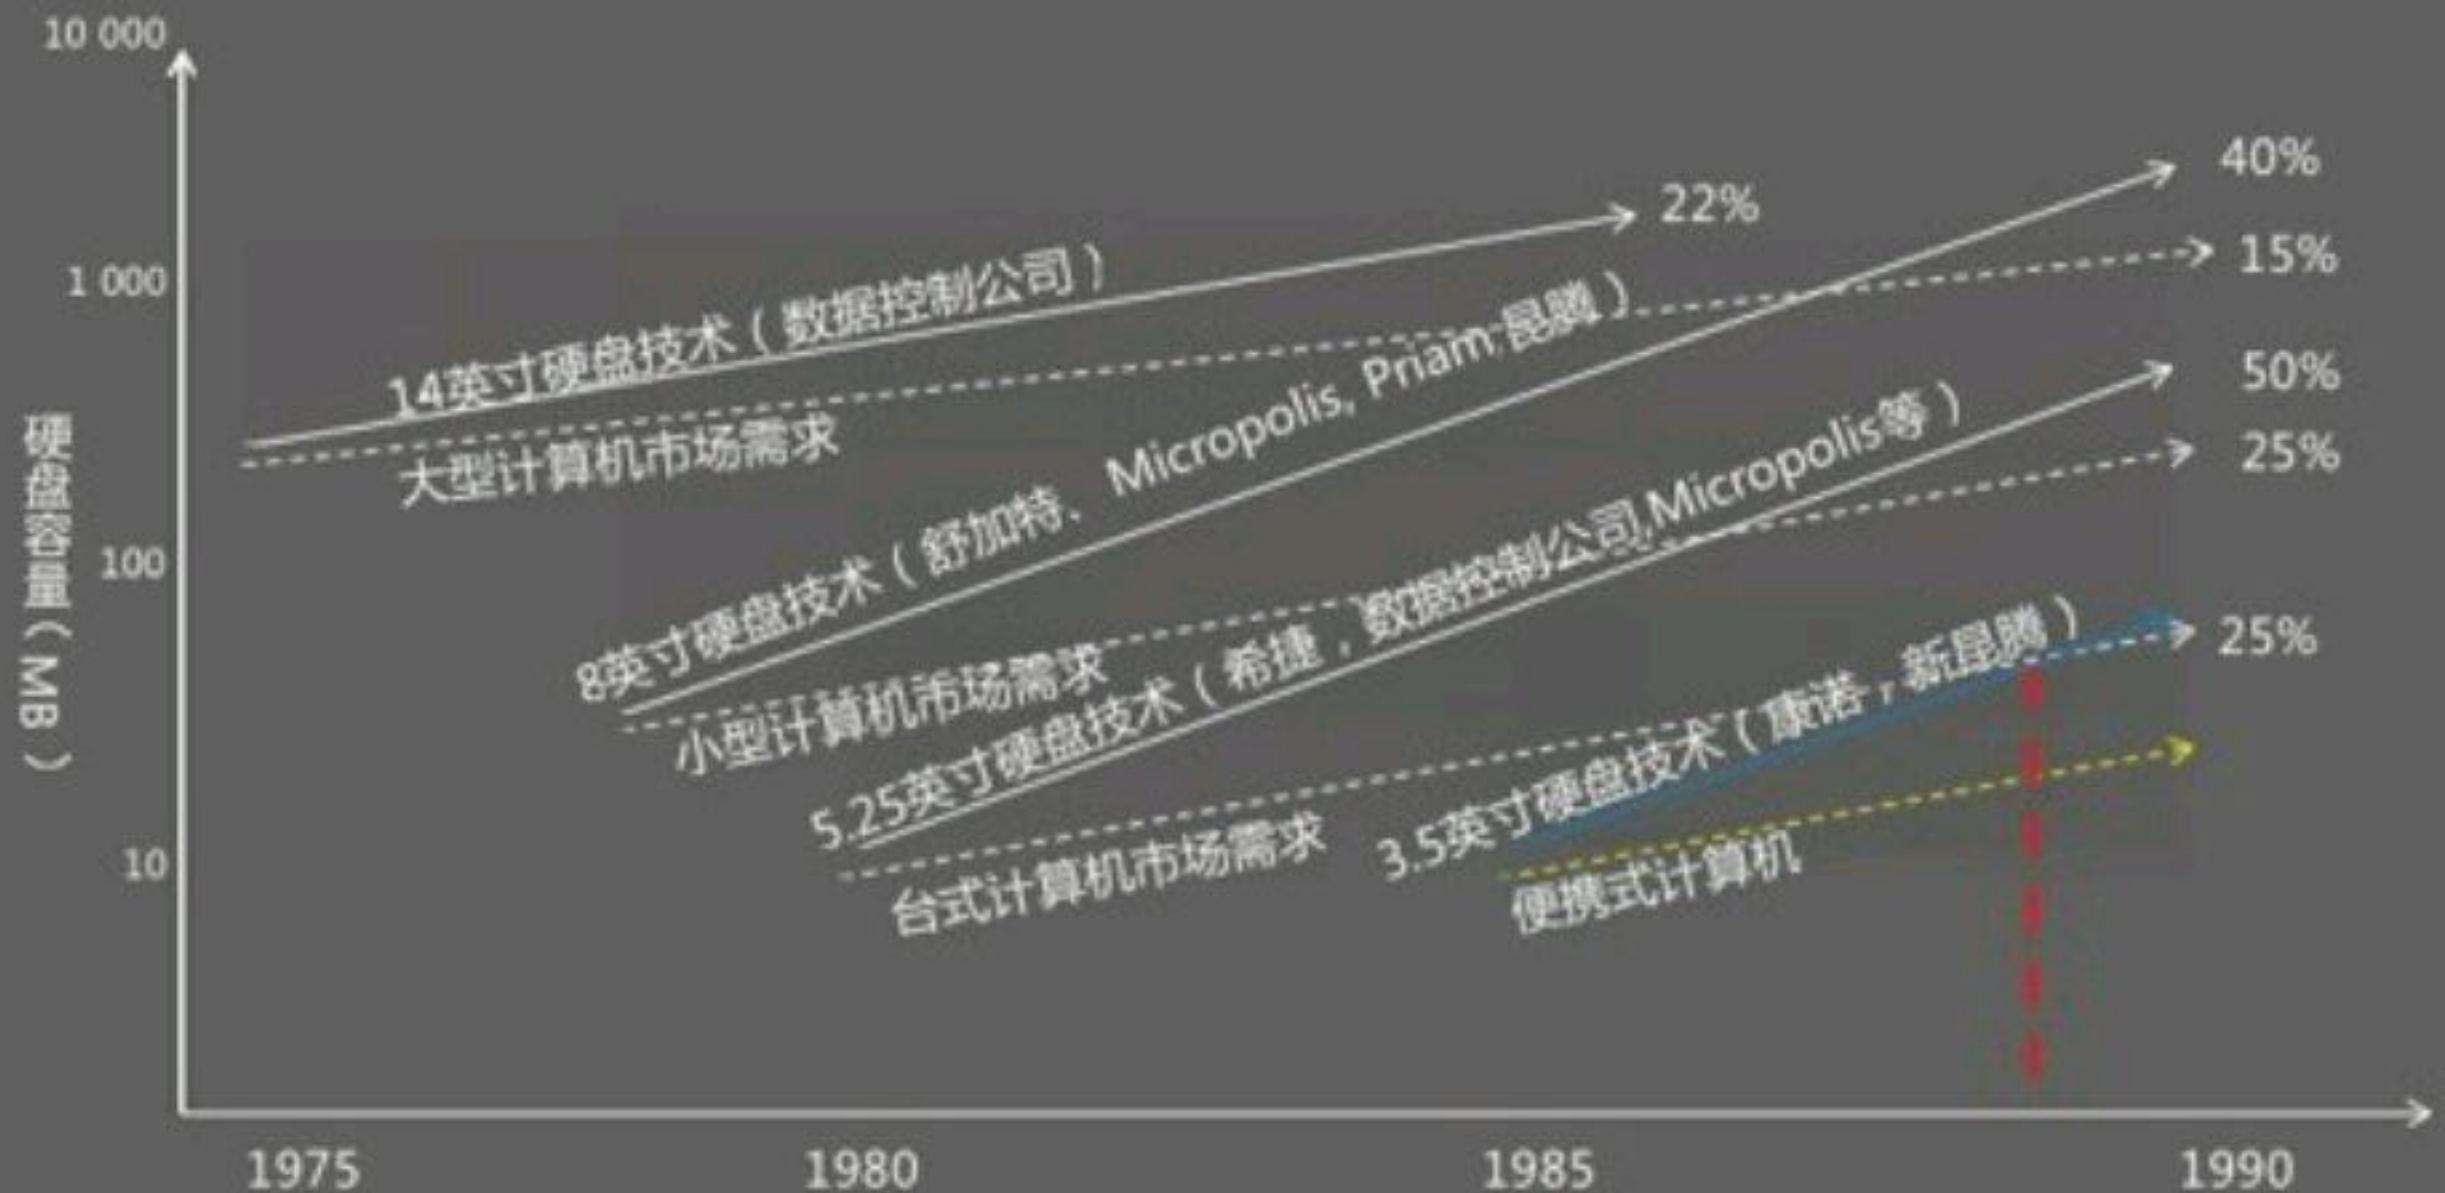 10 000
40%
22%
15%
1 000
14英寸硬盘技术（数据控制公司）
50%
大型计算机市场需求
25%
8英寸硬盘技术（舒加特、Micropolis, Priam,昆腾）
硬盘容量（MB）
100
小型计算机市场需求
5.25英寸硬盘技术（希捷，数据控制公司,Micropolis等）
25%
10
台式计算机市场需求
3.5英寸硬盘技术（康诺，新昆腾）
便携式计算机
1975 1980 1985 1990